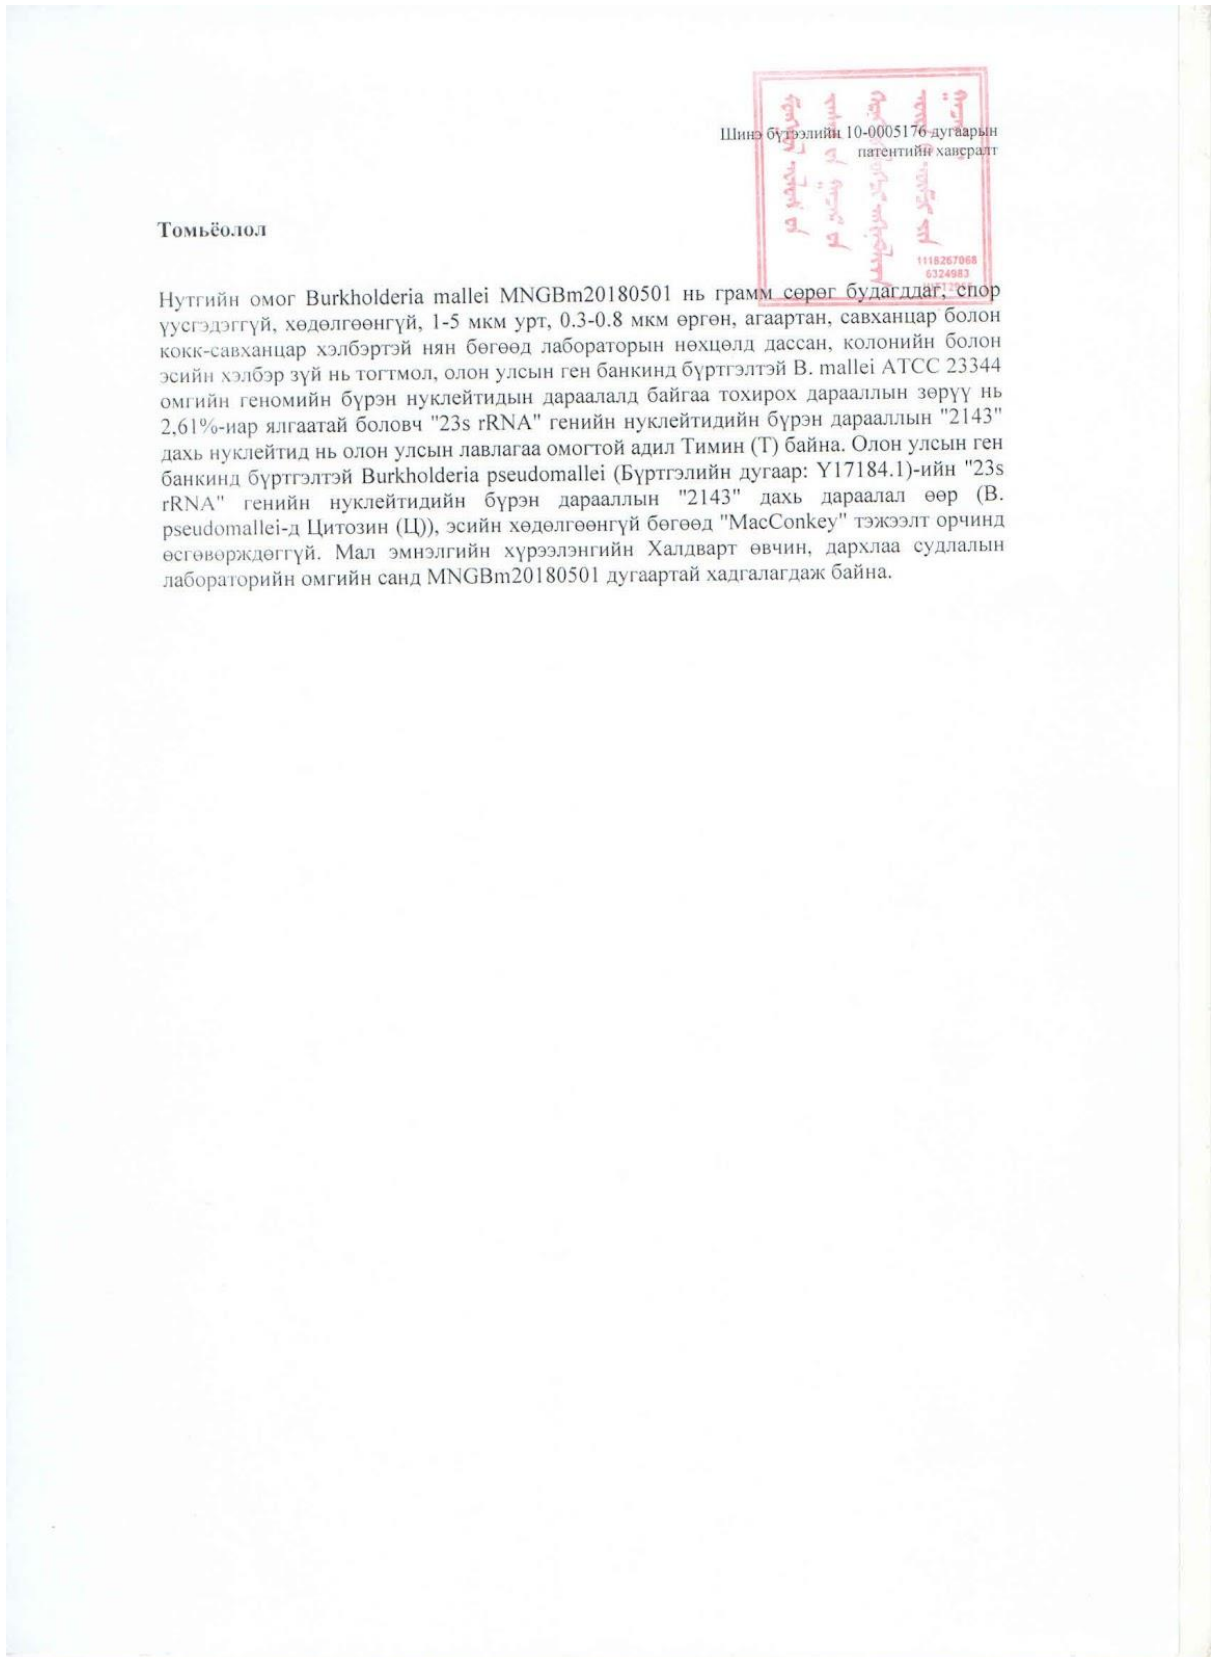 Шинэ бүтээлийн 10-0005176 дугаарын
патентийн хавсралт
Томьёолол
1118267068
6324983
Нутгийн омог Burkholderia mallei MNGBm20180501 нь грамм сөрөг будагддаг, спор
үүсгэдэггүй, хөдөлгөөнгүй, 1-5 мкм урт, 0.3-0.8 мкм өргөн, агаартан, савханцар болон
кокк-савханцар хэлбэртэй нян бөгөөд лабораторын нөхцөлд дассан, колонийн болон
эсийн хэлбэр зүй нь тогтмол, олон улсын ген банкинд бүртгэлтэй B. mallei ATCC 23344
омгийн геномийн бүрэн нуклейтидын дараалалд байгаа тохирох дарааллын зөрүү нь
2,61%-иар ялгаатай боловч "23s rRNA" генийн нуклейтидийн бүрэн дарааллын "2143"
дахь нуклейтид нь олон улсын лавлагаа омогтой адил Тимин (Т) байна. Олон улсын ген
банкинд бүртгэлтэй Burkholderia pseudomallei (Бүртгэлийн дугаар: Y17184.1)-ийн "23s
rRNA" генийн нуклейтидийн бүрэн дарааллын "2143" дахь дараалал өөр (B.
pseudomallei-д Цитозин (Ц)), эсийн хөдөлгөөнгүй бөгөөд "MacConkey" тэжээлт орчинд
өсгөвөрждөггүй. Мал эмнэлгийн хүрээлэнгийн Халдварт өвчин, дархлаа судлалын
лабораторийн омгийн санд MNGBm20180501 дугаартай хадгалагдаж байна.